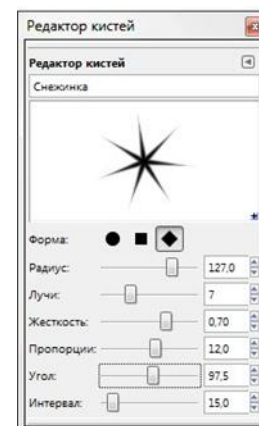 Редактор кистей
Редактор кистей
Снежинка
Форма:
Радиус: 127,0
Лучи: 7
Жесткость: 0,70
Пропорции: 12,0
Угол: 97,5
Интервал: 15,0